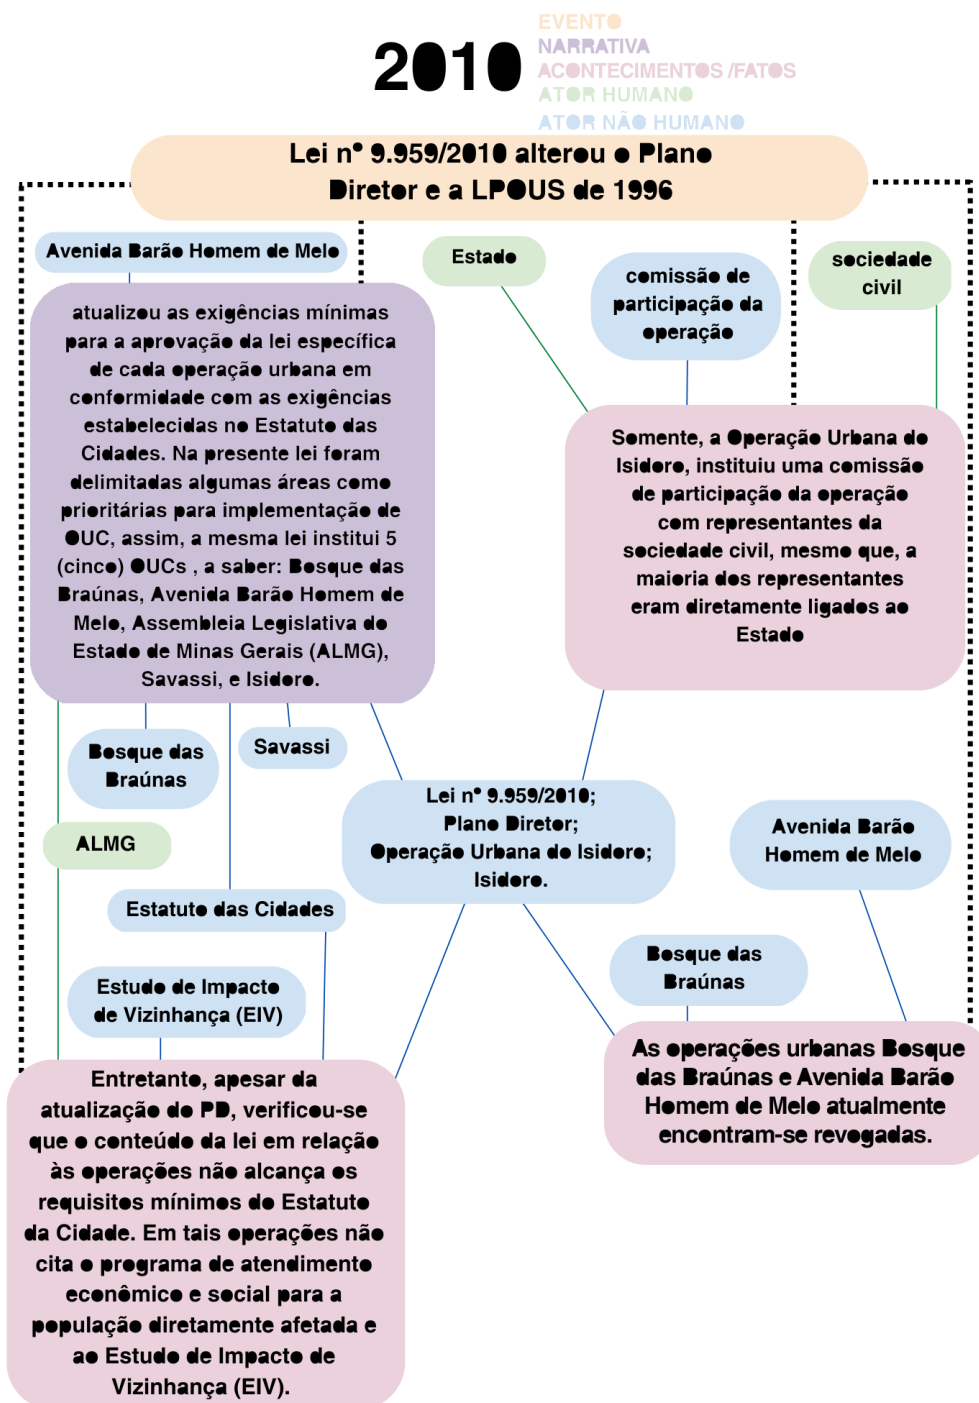 2010
EVENTO
NARRATIVA
ACONTECIMENTOS /FATOS
ATOR HUMANO
ATOR NÃO HUMANO
Lei n° 9.959/2010 alterou o Plano
Diretor e a LPOUS de 1996
Avenida Barão Homem de Melo
Estado
comissão de
participação da
operação
sociedade
civil
atualizou as exigências mínimas
para a aprovação da lei específica
de cada operação urbana em
conformidade com as exigências
estabelecidas no Estatuto das
Cidades. Na presente lei foram
delimitadas algumas áreas como
prioritárias para implementação de
OUC, assim, a mesma lei institui 5
(cinco) OUCs , a saber: Bosque das
Braúnas, Avenida Barão Homem de
Melo, Assembleia Legislativa do
Estado de Minas Gerais (ALMG),
Savassi, e Isidoro.
Somente, a Operação Urbana do
Isidoro, instituiu uma comissão
de participação da operação
com representantes da
sociedade civil, mesmo que, a
maioria dos representantes
eram diretamente ligados ao
Estado
Bosque das
Braúnas
Savassi
ALMG
Lei n° 9.959/2010;
Plano Diretor;
Operação Urbana do Isidoro;
Isidoro.
Avenida Barão
Homem de Melo
Estatuto das Cidades
Estudo de Impacto
de Vizinhança (EIV)
Bosque das
Braúnas
As operações urbanas Bosque
das Braúnas e Avenida Barão
Homem de Melo atualmente
encontram-se revogadas.
Entretanto, apesar da
atualização do PD, verificou-se
que o conteúdo da lei em relação
às operações não alcança os
requisitos mínimos do Estatuto
da Cidade. Em tais operações não
cita o programa de atendimento
econômico e social para a
população diretamente afetada e
ao Estudo de Impacto de
Vizinhança (EIV).